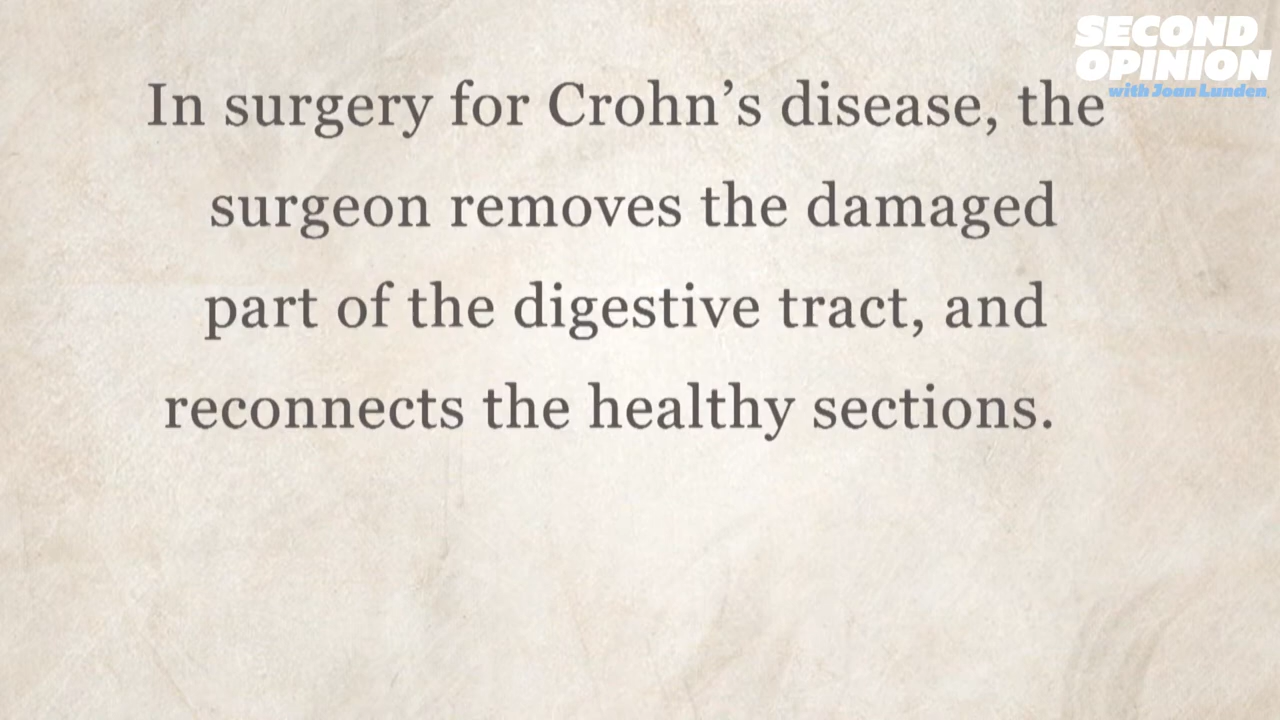 SECOND
OPINION
with Joan Lunden
In surgery for Crohn’s disease, the
surgeon removes the damaged
part of the digestive tract, and
reconnects the healthy sections.